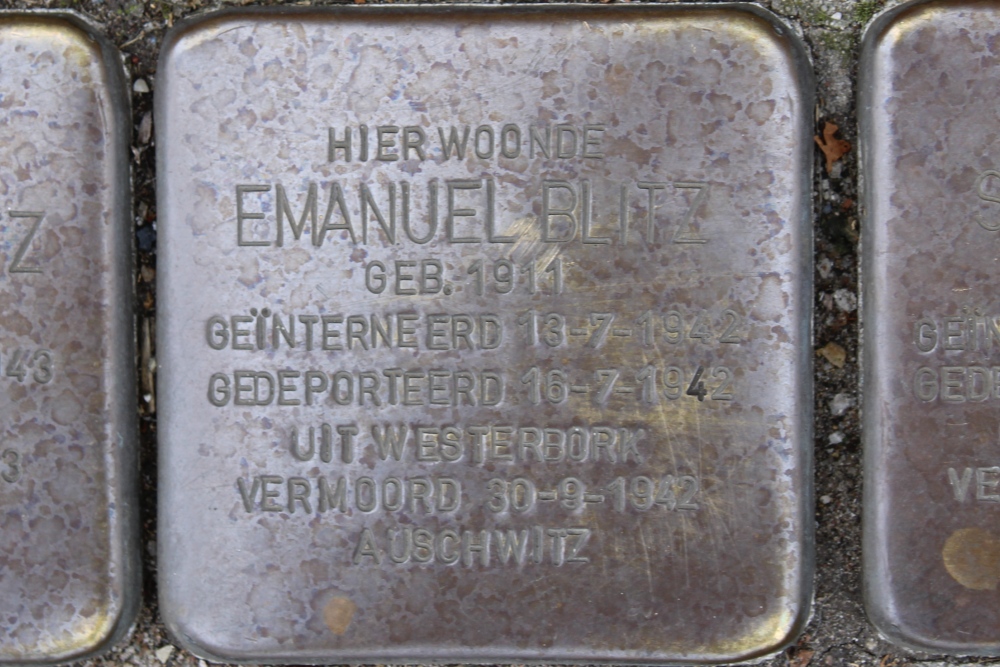 HIER WOONDE
EMANUEL BLITZ
GEB. 1911
GEÏNTERNEERD 13-7-1942
GEDEPORTEERD 16-7-1942
UIT WESTERBORK
VERMOORD 30-9-1942
AUSCHWITZ